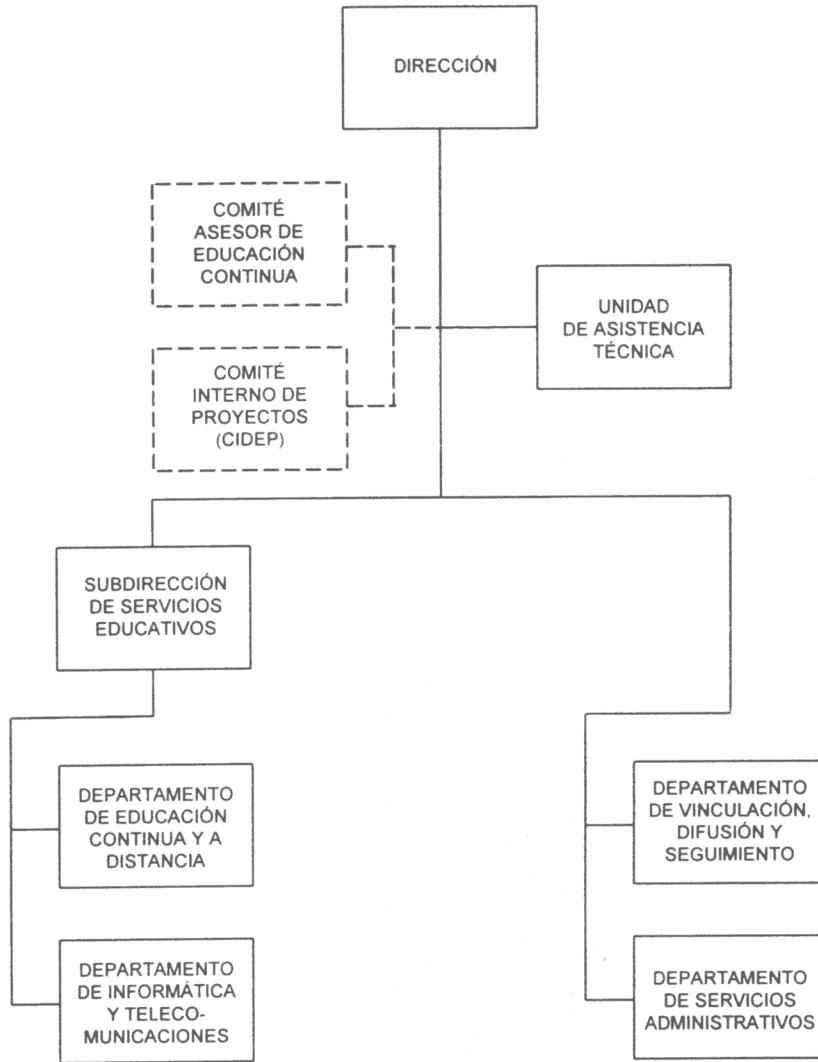 DIRECCIÓN
COMITÉ
ASESOR DE
EDUCACIÓN
CONTINUA
UNIDAD
DE ASISTENCIA
TÉCNICA
COMITÉ
INTERNO DE
PROYECTOS
(CIDEP)
SUBDIRECCIÓN
DE SERVICIOS
EDUCATIVOS
DEPARTAMENTO
DE EDUCACIÓN
CONTINUA Y A
DISTANCIA
DEPARTAMENTO
DE VINCULACIÓN,
DIFUSIÓN Y
SEGUIMIENTO
DEPARTAMENTO
DE INFORMÁTICA
Y TELECO-
MUNICACIONES
DEPARTAMENTO
DE SERVICIOS
ADMINISTRATIVOS